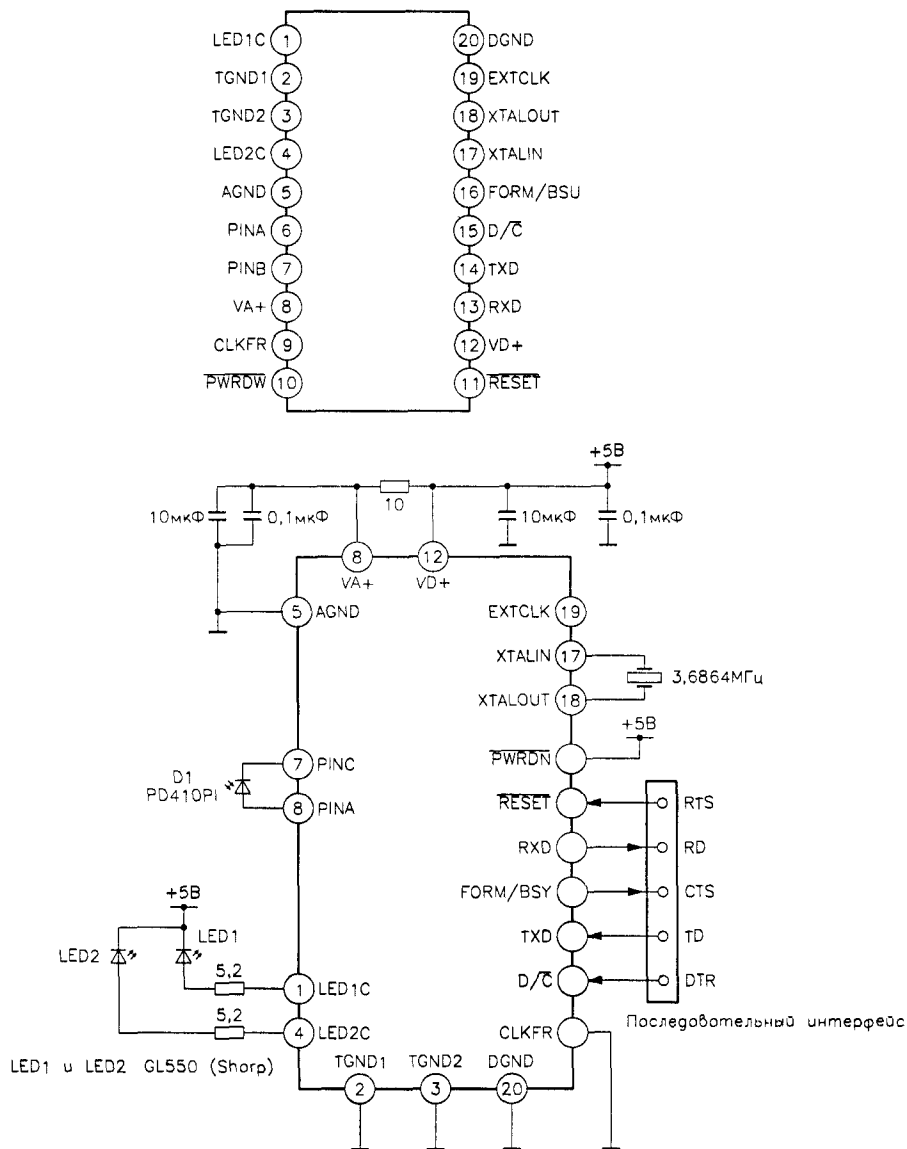 LED1C 1 20 DGND
TGND1 2 19 EXTCLK
TGND2 3 18 XTALOUT
LED2C 4 17 XTALIN
AGND 5 16 FORM/BSU
PINA 6 15 D/C̅
PINB 7 14 TXD
VA+ 8 13 RXD
CLKFR 9 12 VD+
P̅W̅R̅D̅W̅ 10 11 R̅E̅S̅E̅T̅
+5В
10мкФ 0,1мкФ 10 10мкФ 0,1мкФ
8 12
VA+ VD+
5 AGND EXTCLK 19
XTALIN 17
3,6864МГц
XTALOUT 18
+5В
P̅W̅R̅D̅N̅
7 PINC
D1
PD410PI
8 PINA
R̅E̅S̅E̅T̅ RTS
RXD RD
FORM/BSY CTS
+5В
LED2 LED1
TXD TD
5,2
1 LED1C D/C̅ DTR
5,2
4 LED2C CLKFR
Последовательный интерфейс
LED1 и LED2 GL550 (Shorp)
TGND1 TGND2 DGND
2 3 20